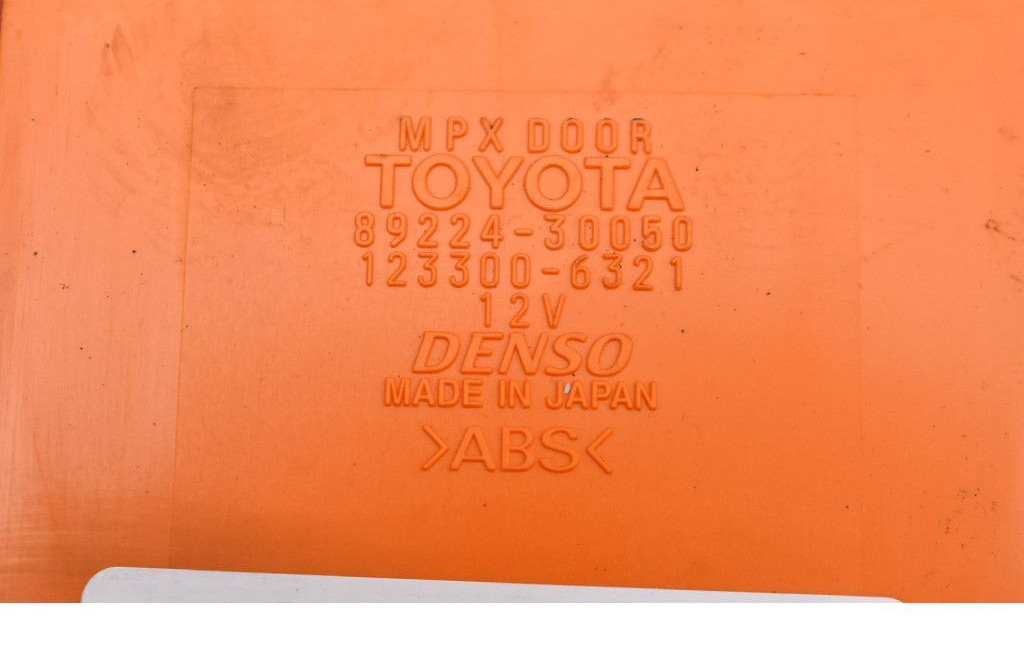 MPX DOOR
TOYOTA
89224-30050
123300-6321
12V
DENSO
MADE IN JAPAN
>ABS<